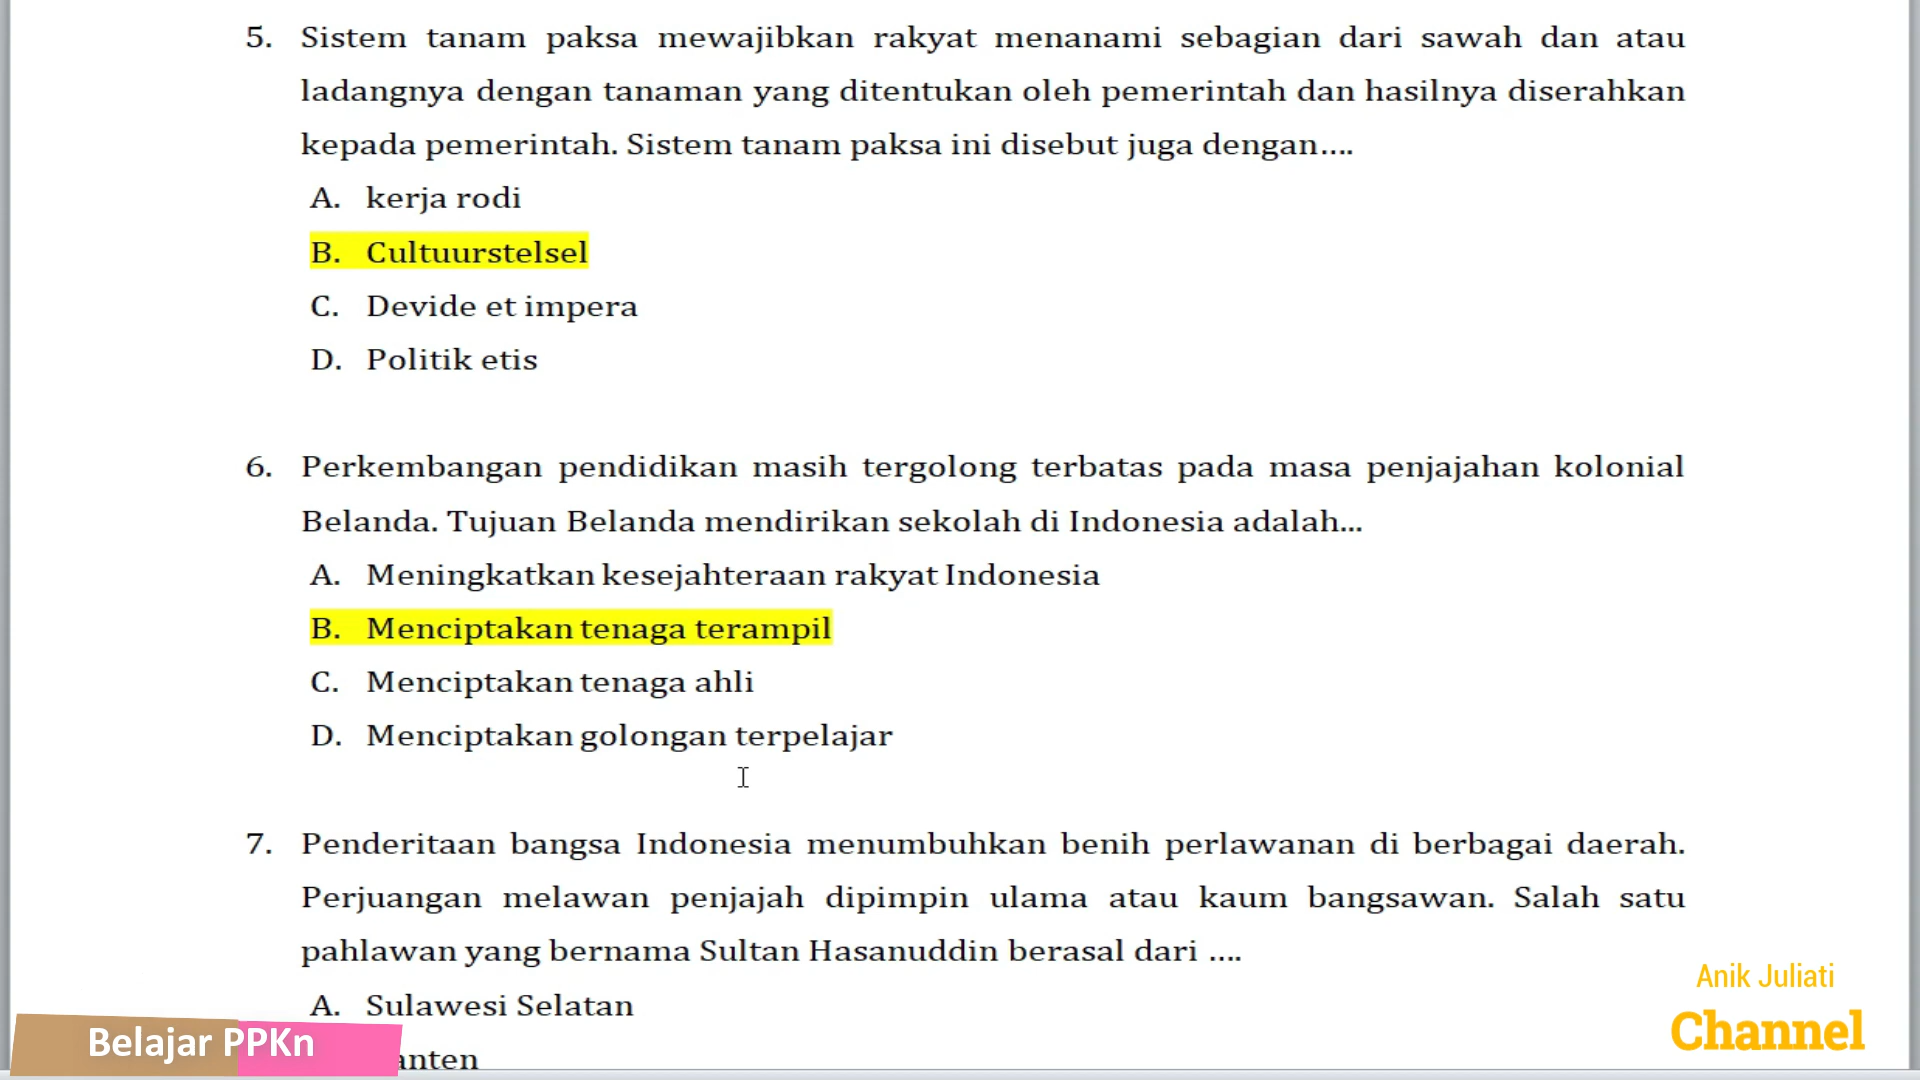 5. Sistem tanam paksa mewajibkan rakyat menanami sebagian dari sawah dan atau
ladangnya dengan tanaman yang ditentukan oleh pemerintah dan hasilnya diserahkan
kepada pemerintah. Sistem tanam paksa ini disebut juga dengan....
A. kerja rodi
B. Cultuurstelsel
C. Devide et impera
D. Politik etis
6. Perkembangan pendidikan masih tergolong terbatas pada masa penjajahan kolonial
Belanda. Tujuan Belanda mendirikan sekolah di Indonesia adalah...
A. Meningkatkan kesejahteraan rakyat Indonesia
B. Menciptakan tenaga terampil
C. Menciptakan tenaga ahli
D. Menciptakan golongan terpelajar
7. Penderitaan bangsa Indonesia menumbuhkan benih perlawanan di berbagai daerah.
Perjuangan melawan penjajah dipimpin ulama atau kaum bangsawan. Salah satu
pahlawan yang bernama Sultan Hasanuddin berasal dari ....
A. Sulawesi Selatan
anten
Belajar PPKn
Anik Juliati
Channel